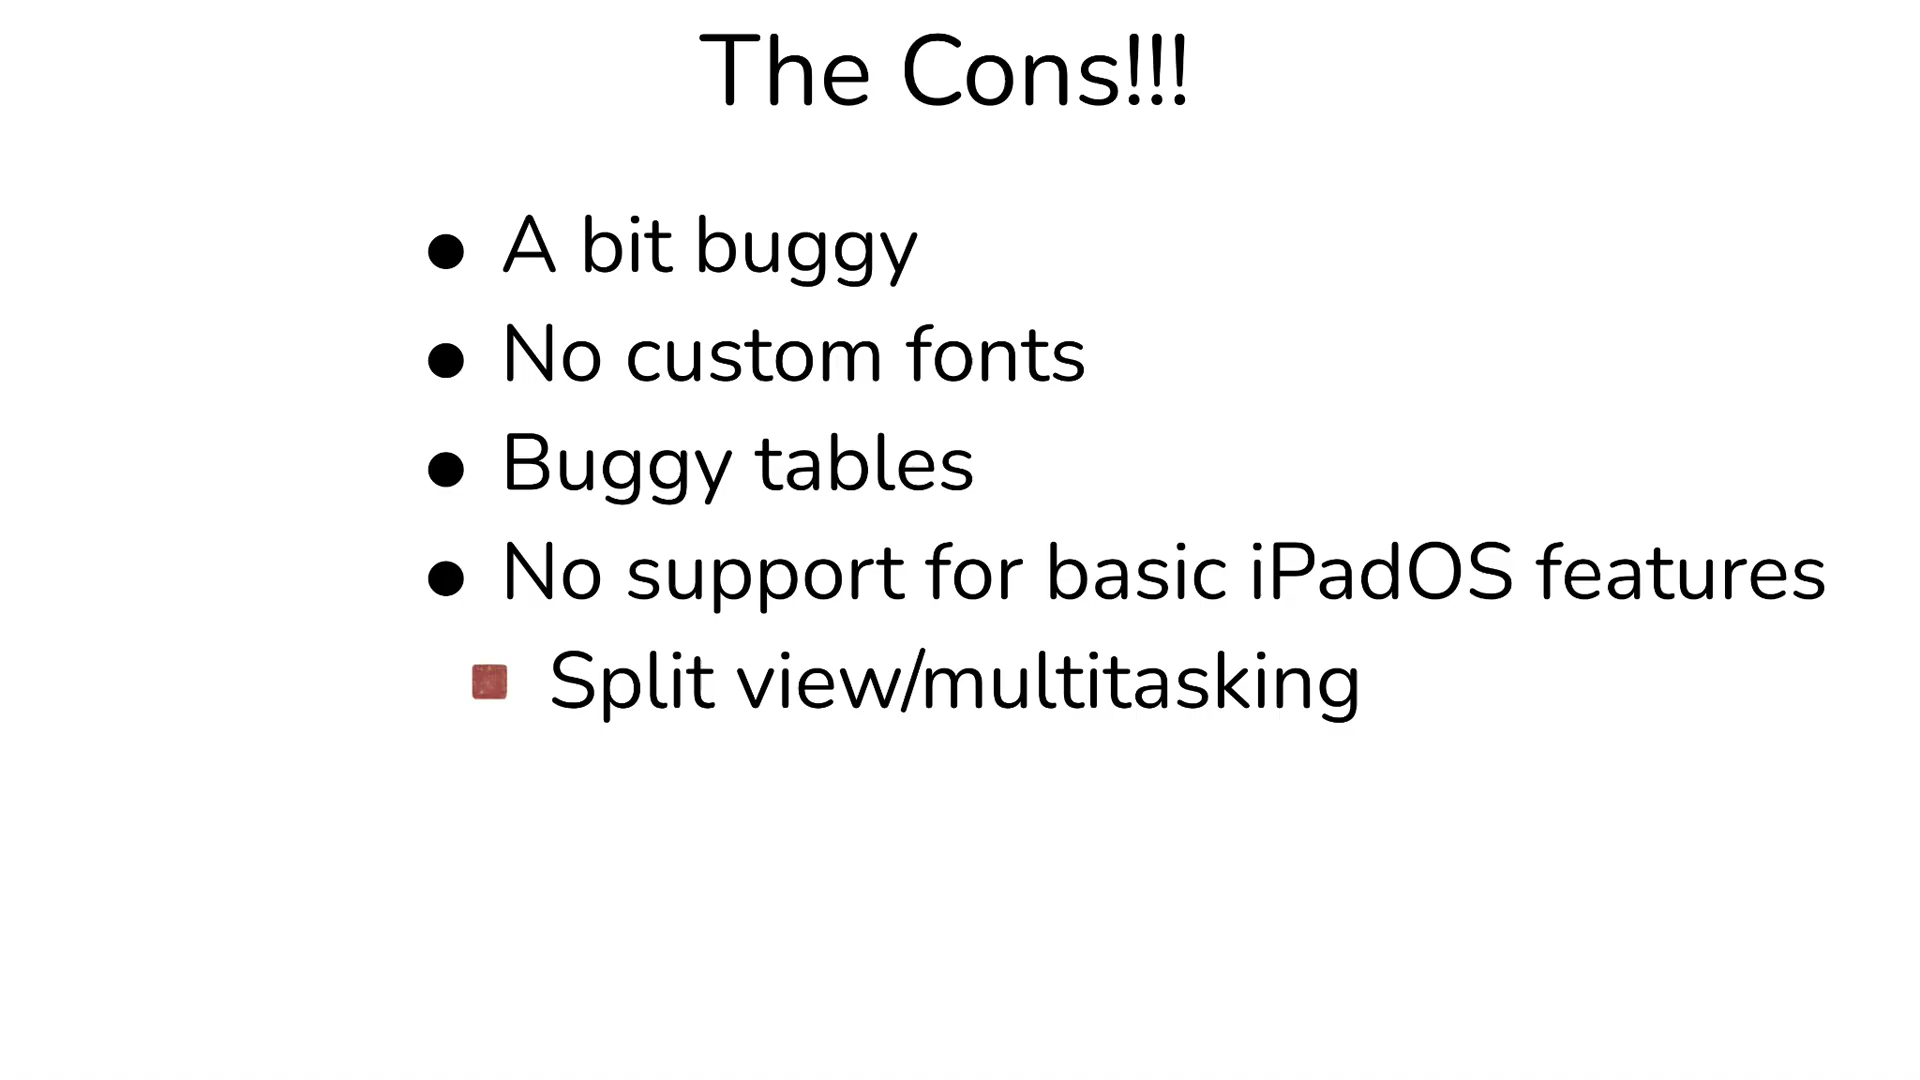 The Cons!!!
● A bit buggy
● No custom fonts
● Buggy tables
● No support for basic iPadOS features
■ Split view/multitasking